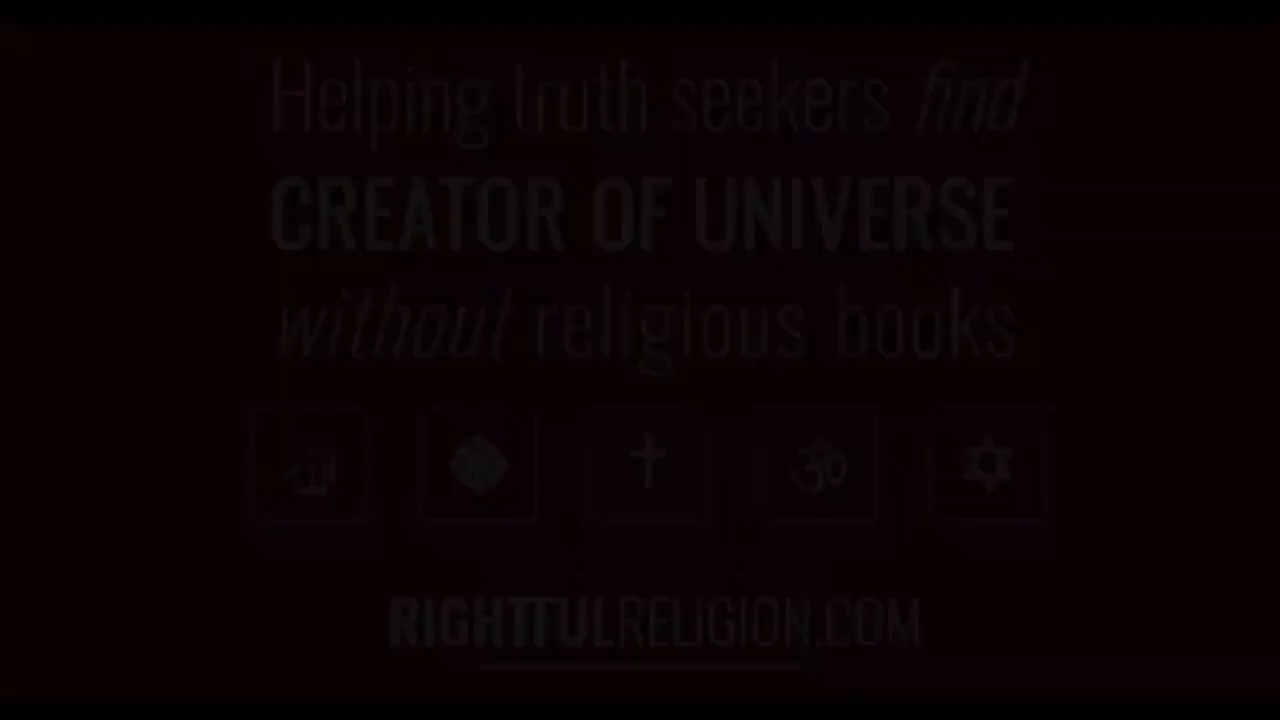 Helping truth seekers find
CREATOR OF UNIVERSE
without religious books
RIGHTFULRELIGION.COM